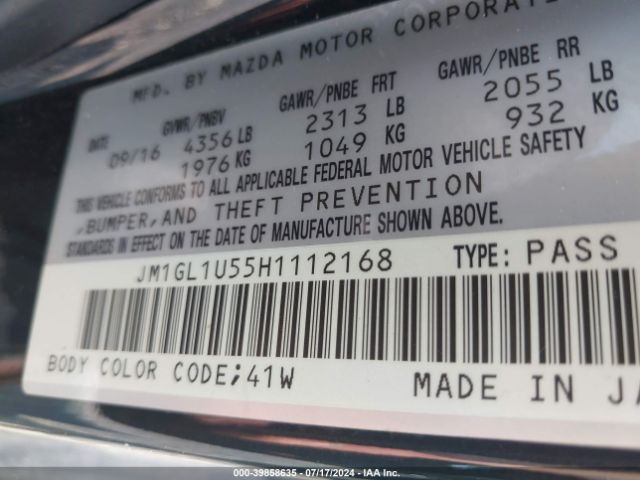 MFD. BY MAZDA MOTOR CORPORATI
DATE GVWR/PNBV GAWR/PNBE FRT GAWR/PNBE RR
09/16 4356 LB 2313 LB 2055 LB
1976 KG 1049 KG 932 KG
THIS VEHICLE CONFORMS TO ALL APPLICABLE FEDERAL MOTOR VEHICLE SAFETY
,BUMPER,AND THEFT PREVENTION
STANDARDS IN EFFECT ON THE DATE OF MANUFACTURE SHOWN ABOVE.
JM1GL1U55H1112168 TYPE: PASS
BODY COLOR CODE;41W MADE IN JA
000-39858635 - 07/17/2024 - IAA Inc.